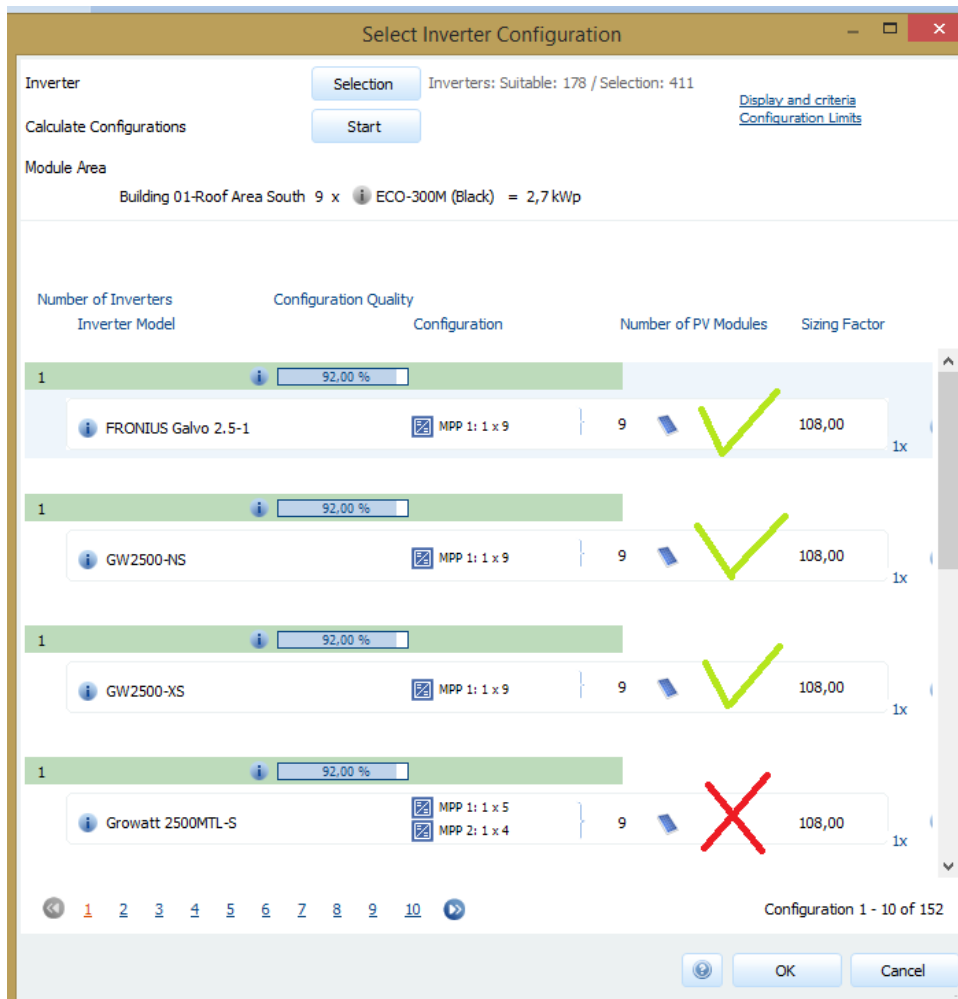 Select Inverter Configuration
Inverter Selection Inverters: Suitable: 178 / Selection: 411
Display and criteria
Calculate Configurations Start Configuration Limits
Module Area
Building 01-Roof Area South 9 x ECO-300M (Black) = 2,7 kWp
Number of Inverters Configuration Quality
Inverter Model Configuration Number of PV Modules Sizing Factor
1 92,00 %
FRONIUS Galvo 2.5-1 MPP 1: 1 x 9 9 108,00
1x
1 92,00 %
GW2500-NS MPP 1: 1 x 9 9 108,00
1x
1 92,00 %
GW2500-XS MPP 1: 1 x 9 9 108,00
1x
1 92,00 %
MPP 1: 1 x 5
Growatt 2500MTL-S 9 108,00
MPP 2: 1 x 4
1x
1 2 3 4 5 6 7 8 9 10 Configuration 1 - 10 of 152
OK Cancel